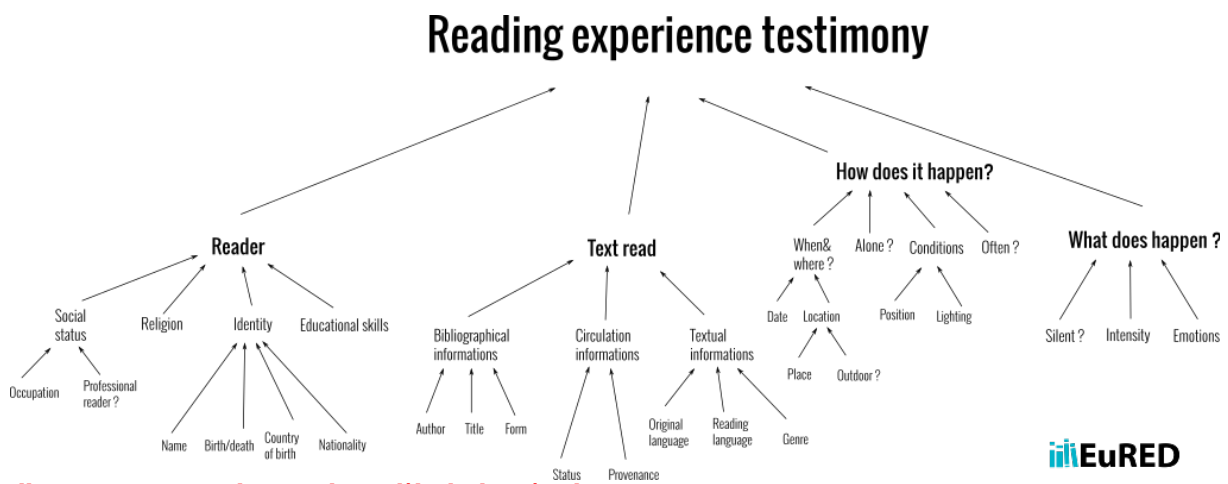 Reading experience testimony
How does it happen?
Reader
Text read
When&
where ?
Alone ?
Conditions
Often ?
What does happen ?
Social
status
Religion
Identity
Educational skills
Bibliographical
informations
Circulation
informations
Textual
informations
Date
Location
Position
Lighting
Silent ?
Intensity
Emotions
Occupation
Professional
reader ?
Place
Outdoor ?
Name
Birth/death
Country
of birth
Nationality
Author
Title
Form
Original
language
Reading
language
Genre
Status
Provenance
EuRED